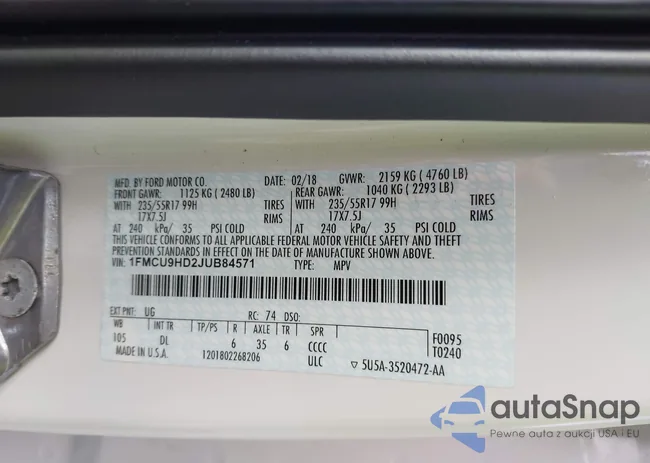 MFD. BY FORD MOTOR CO. 02/18 GVWR: 2159 KG ( 4760 LB)
FRONT GAWR: 1125 KG ( 2480 LB) REAR GAWR: 1040 KG ( 2293 LB)
WITH 235/55R17 99H TIRES WITH 235/55R17 99H TIRES
17X7.5J RIMS 17X7.5J RIMS
AT 240 kPa/ 35 PSI COLD AT 240 kPa/ 35 PSI COLD
THIS VEHICLE CONFORMS TO ALL APPLICABLE FEDERAL MOTOR VEHICLE SAFETY AND THEFT
PREVENTION STANDARDS IN EFFECT ON THE DATE OF MANUFACTURE SHOWN ABOVE.
VIN: 1FMCU9HD2JUB84571 TYPE: MPV
EXT PNT: UG RC: 74 DSO:
WB INT TR TP/PS R AXLE TR SPR F0095
105 DL 6 35 6 CCCC T0240
MADE IN U.S.A. 1201802268206 ULC 5U5A-3520472-AA
autaSnap
Pewne auta z aukcji USA i EU